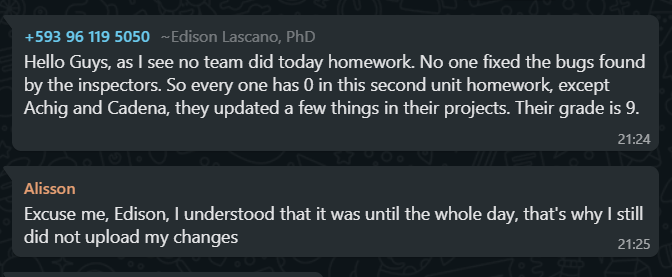 +593 96 119 5050 ~Edison Lascano, PhD
Hello Guys, as I see no team did today homework. No one fixed the bugs found
by the inspectors. So every one has 0 in this second unit homework, except
Achig and Cadena, they updated a few things in their projects. Their grade is 9.
21:24
Alisson
Excuse me, Edison, I understood that it was until the whole day, that's why I still
did not upload my changes
21:25